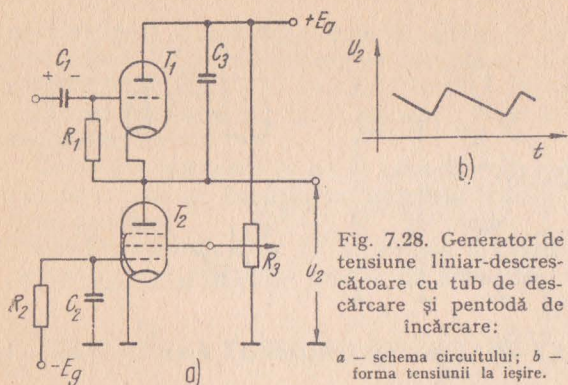 +Ea
C1
+ -
T1
C3
R1
T2
R2
C2
R3
U2
-Eg
a)
U2
t
b)
Fig. 7.28. Generator de
tensiune liniar-descres-
cătoare cu tub de des-
cărcare și pentodă de
încărcare:
a — schema circuitului; b —
forma tensiunii la ieșire.